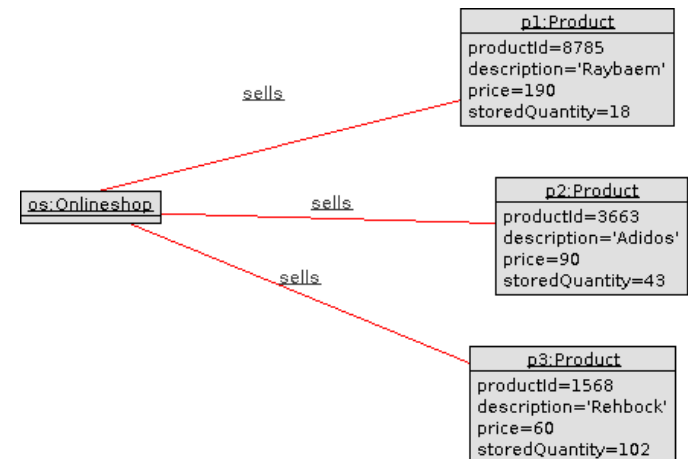 p1:Product
productId=8785
description='Raybaem'
price=190
storedQuantity=18
sells
os:Onlineshop
sells
p2:Product
productId=3663
description='Adidos'
price=90
storedQuantity=43
sells
p3:Product
productId=1568
description='Rehbock'
price=60
storedQuantity=102